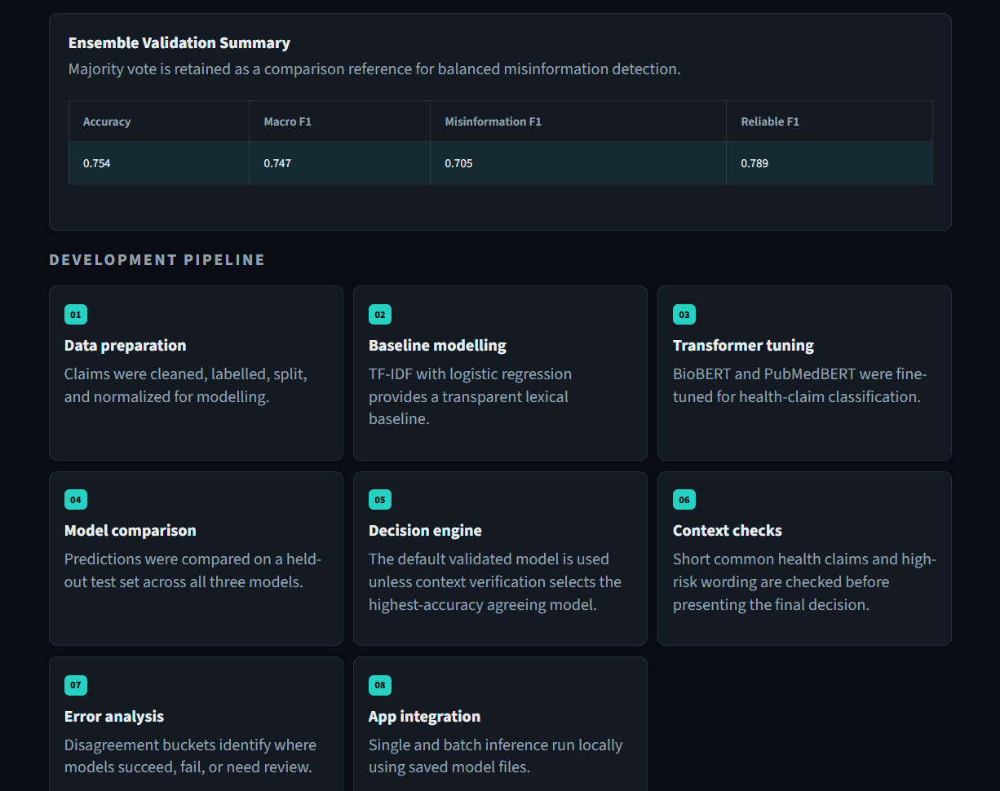 Ensemble Validation Summary
Majority vote is retained as a comparison reference for balanced misinformation detection.
Accuracy Macro F1 Misinformation F1 Reliable F1
0.754 0.747 0.705 0.789
DEVELOPMENT PIPELINE
01
Data preparation
Claims were cleaned, labelled, split,
and normalized for modelling.
02
Baseline modelling
TF-IDF with logistic regression
provides a transparent lexical
baseline.
03
Transformer tuning
BioBERT and PubMedBERT were fine-
tuned for health-claim classification.
04
Model comparison
Predictions were compared on a held-
out test set across all three models.
05
Decision engine
The default validated model is used
unless context verification selects the
highest-accuracy agreeing model.
06
Context checks
Short common health claims and high-
risk wording are checked before
presenting the final decision.
07
Error analysis
Disagreement buckets identify where
models succeed, fail, or need review.
08
App integration
Single and batch inference run locally
using saved model files.